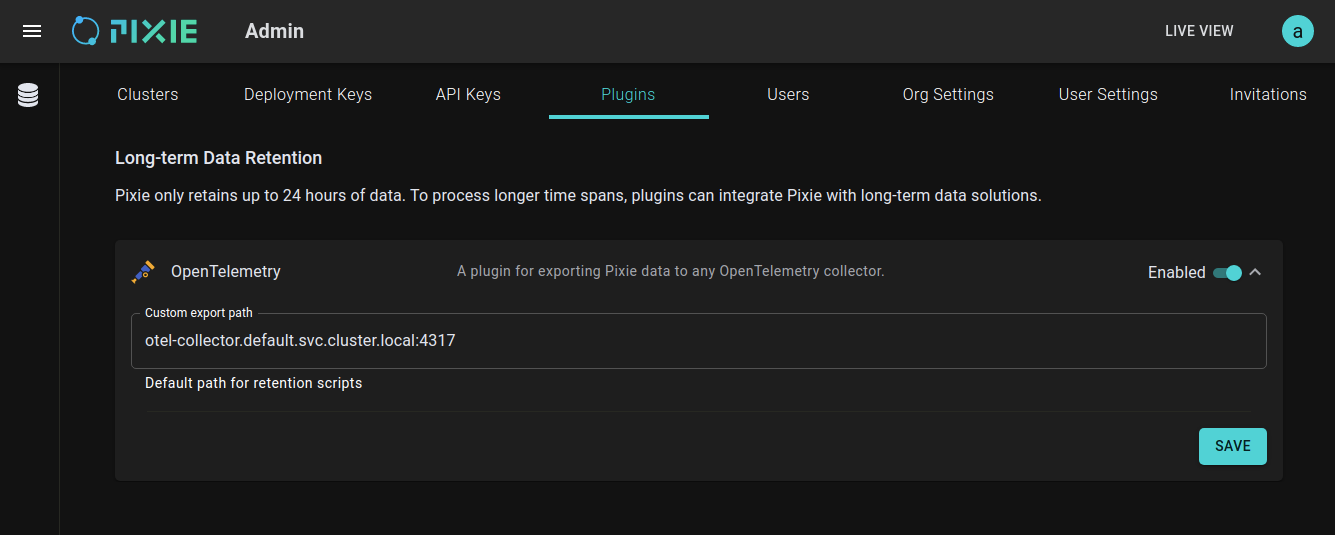 PIXIE Admin LIVE VIEW a
Clusters Deployment Keys API Keys Plugins Users Org Settings User Settings Invitations
Long-term Data Retention
Pixie only retains up to 24 hours of data. To process longer time spans, plugins can integrate Pixie with long-term data solutions.
OpenTelemetry A plugin for exporting Pixie data to any OpenTelemetry collector. Enabled
Custom export path
otel-collector.default.svc.cluster.local:4317
Default path for retention scripts
SAVE